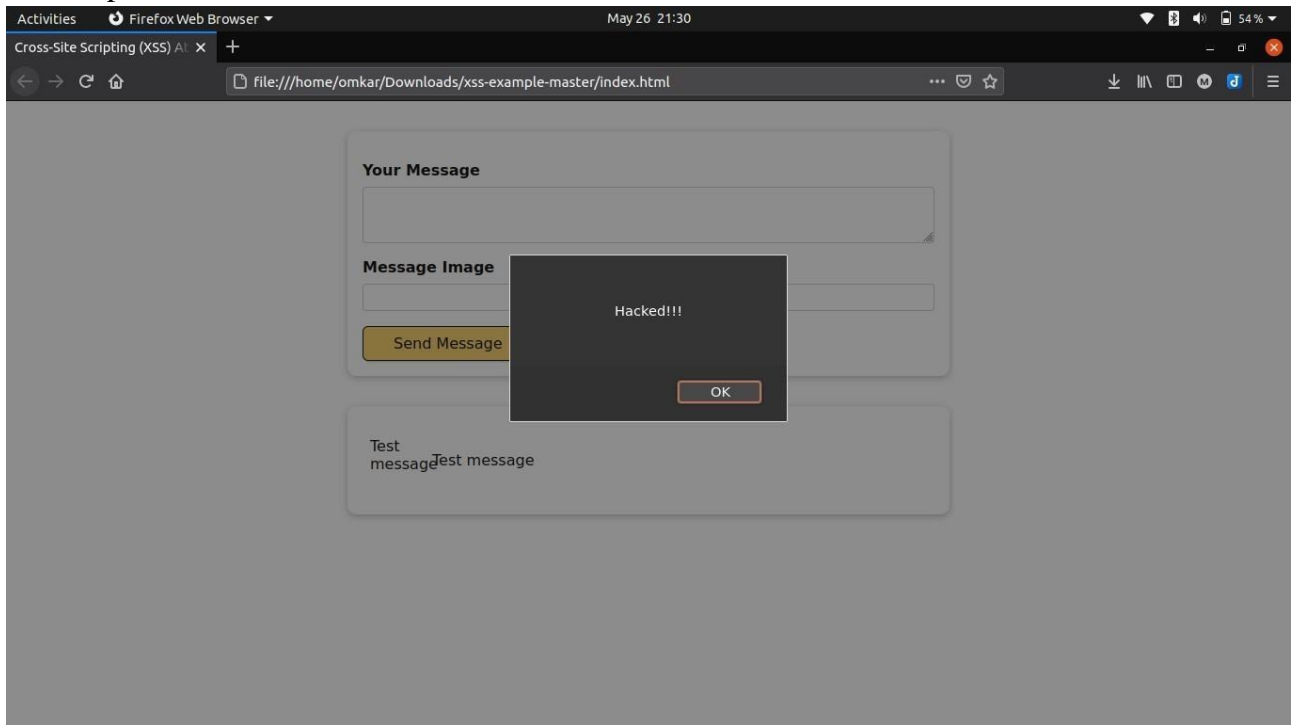 Activities Firefox Web Browser May 26 21:30 54 %
Cross-Site Scripting (XSS) At
file:///home/omkar/Downloads/xss-example-master/index.html
Your Message
Message Image
Hacked!!!
Send Message
OK
Test
message
Test message